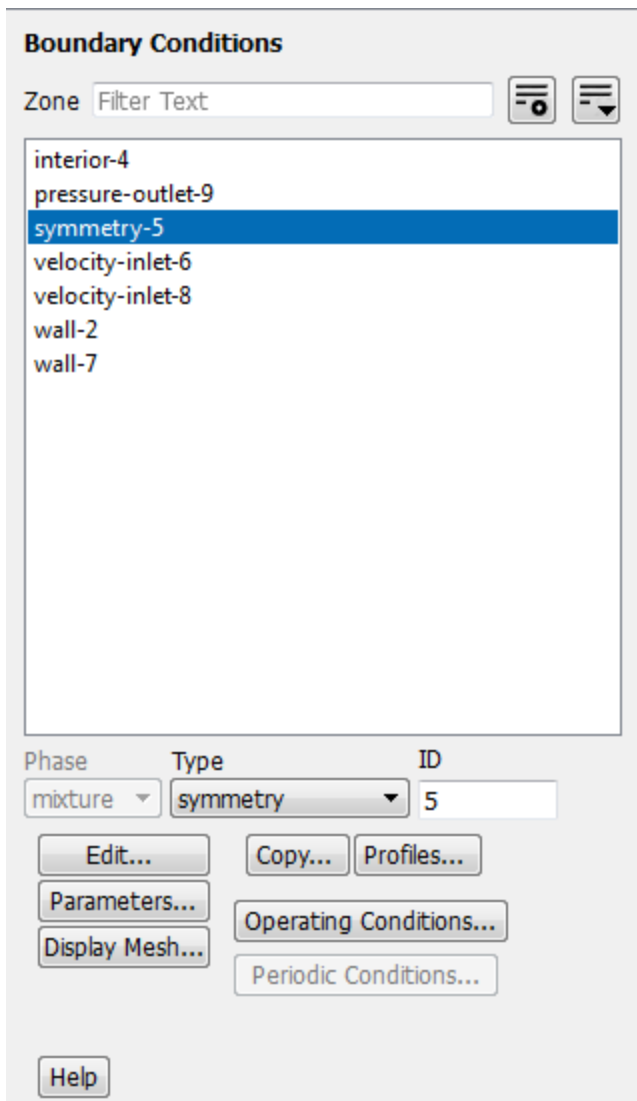 Boundary Conditions
Zone Filter Text
interior-4
pressure-outlet-9
symmetry-5
velocity-inlet-6
velocity-inlet-8
wall-2
wall-7
Phase Type ID
mixture symmetry 5
Edit... Copy... Profiles...
Parameters...
Operating Conditions...
Display Mesh...
Periodic Conditions...
Help